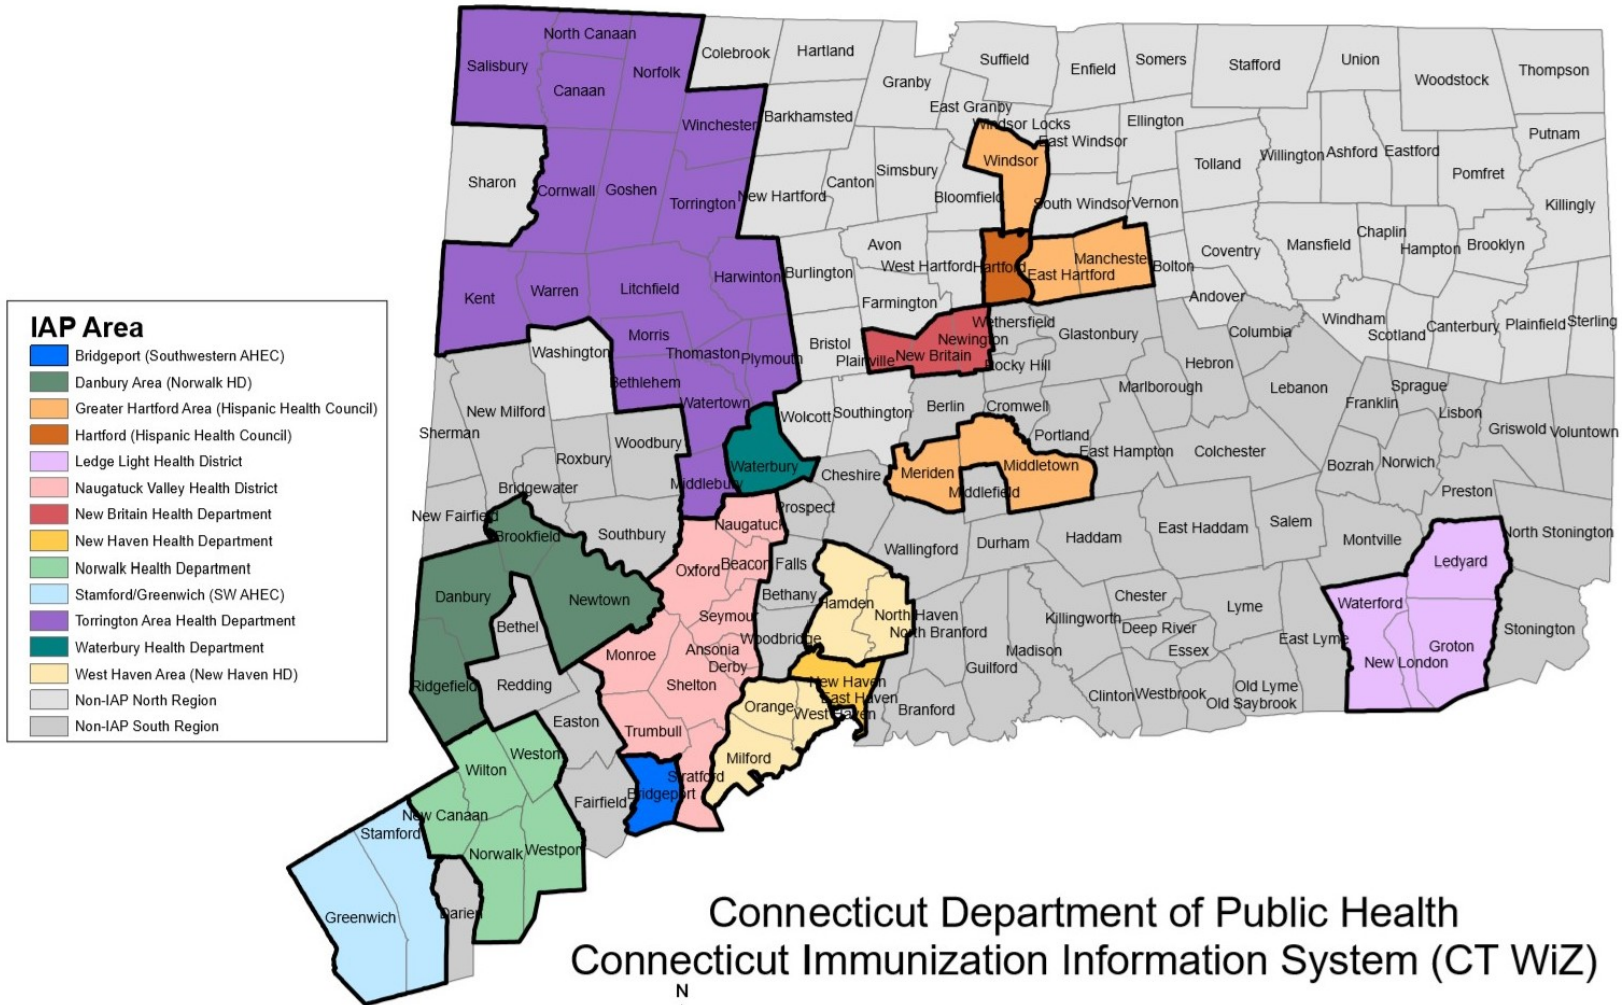 North Canaan
Salisbury
Canaan
Norfolk
Colebrook
Hartland
Granby
Suffield
Enfield
Somers
Stafford
Union
Woodstock
Thompson
Winchester
Barkhamsted
East Granby
Windsor Locks
East Windsor
Ellington
Tolland
Willington
Ashford
Eastford
Putnam
Pomfret
Sharon
Cornwall
Goshen
Torrington
New Hartford
Canton
Simsbury
Bloomfield
Windsor
South Windsor
Vernon
Killingly
Kent
Warren
Litchfield
Harwinton
Burlington
Avon
West Hartford
Hartford
East Hartford
Manchester
Bolton
Coventry
Andover
Mansfield
Chaplin
Hampton
Brooklyn
Farmington
Morris
Thomaston
Plymouth
Bristol
Plainville
New Britain
Newington
Wethersfield
Rocky Hill
Glastonbury
Hebron
Columbia
Windham
Scotland
Canterbury
Plainfield
Sterling
Washington
Bethlehem
Watertown
Wolcott
Southington
Berlin
Cromwell
Marlborough
Lebanon
Franklin
Sprague
Lisbon
Griswold
Voluntown
New Milford
Sherman
Roxbury
Woodbury
Waterbury
Middlebury
Cheshire
Meriden
Middletown
Middlefield
Portland
East Hampton
Colchester
Bozrah
Norwich
Preston
Bridgewater
New Fairfield
Brookfield
Southbury
Naugatuck
Prospect
Wallingford
Durham
Haddam
East Haddam
Salem
Montville
Ledyard
North Stonington
Danbury
Newtown
Bethel
Oxford
Beacon Falls
Bethany
Seymour
Woodbridge
Hamden
North Haven
North Branford
Guilford
Madison
Killingworth
Chester
Deep River
Essex
Lyme
East Lyme
Waterford
New London
Groton
Stonington
Ridgefield
Redding
Monroe
Ansonia
Derby
Shelton
Easton
Trumbull
Orange
New Haven
East Haven
West Haven
Branford
Clinton
Westbrook
Old Lyme
Old Saybrook
Milford
Stratford
Bridgeport
Fairfield
Weston
Wilton
New Canaan
Norwalk
Westport
Stamford
Greenwich
Darien
IAP Area
Bridgeport (Southwestern AHEC)
Danbury Area (Norwalk HD)
Greater Hartford Area (Hispanic Health Council)
Hartford (Hispanic Health Council)
Ledge Light Health District
Naugatuck Valley Health District
New Britain Health Department
New Haven Health Department
Norwalk Health Department
Stamford/Greenwich (SW AHEC)
Torrington Area Health Department
Waterbury Health Department
West Haven Area (New Haven HD)
Non-IAP North Region
Non-IAP South Region
Connecticut Department of Public Health
Connecticut Immunization Information System (CT WiZ)
N